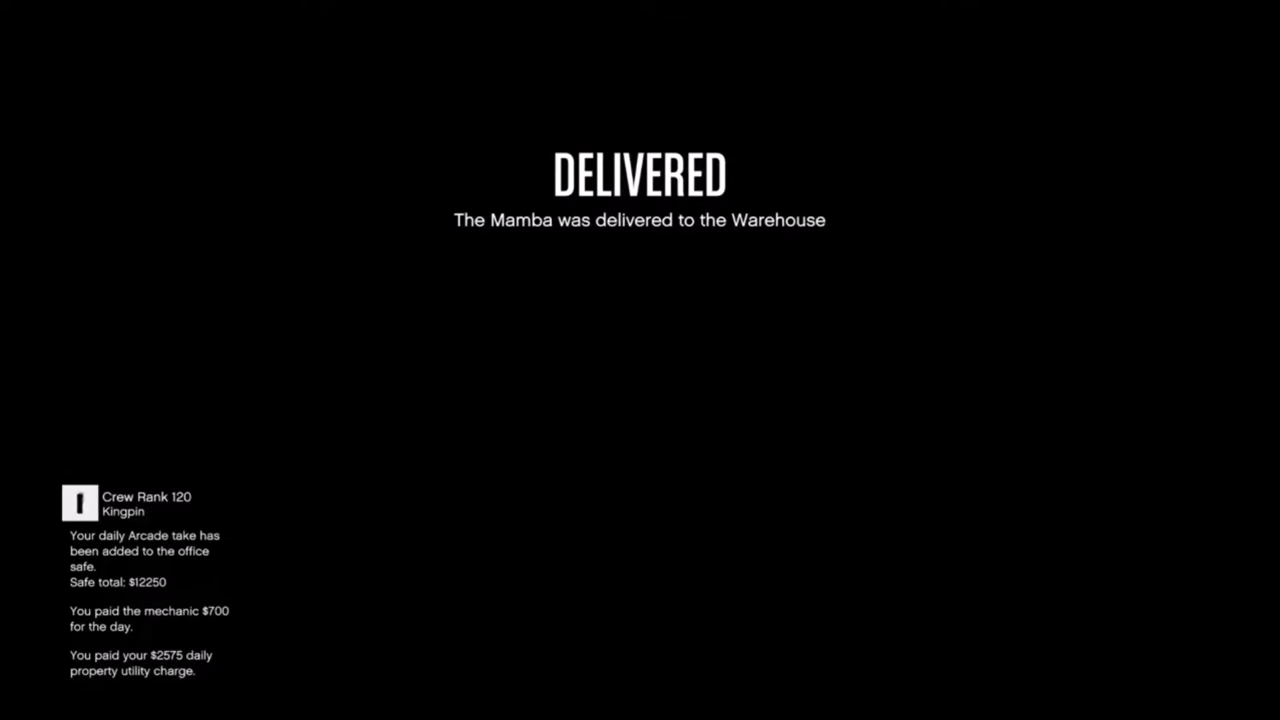 DELIVERED
The Mamba was delivered to the Warehouse
Crew Rank 120
Kingpin
Your daily Arcade take has
been added to the office
safe.
Safe total: $12250
You paid the mechanic $700
for the day.
You paid your $2575 daily
property utility charge.